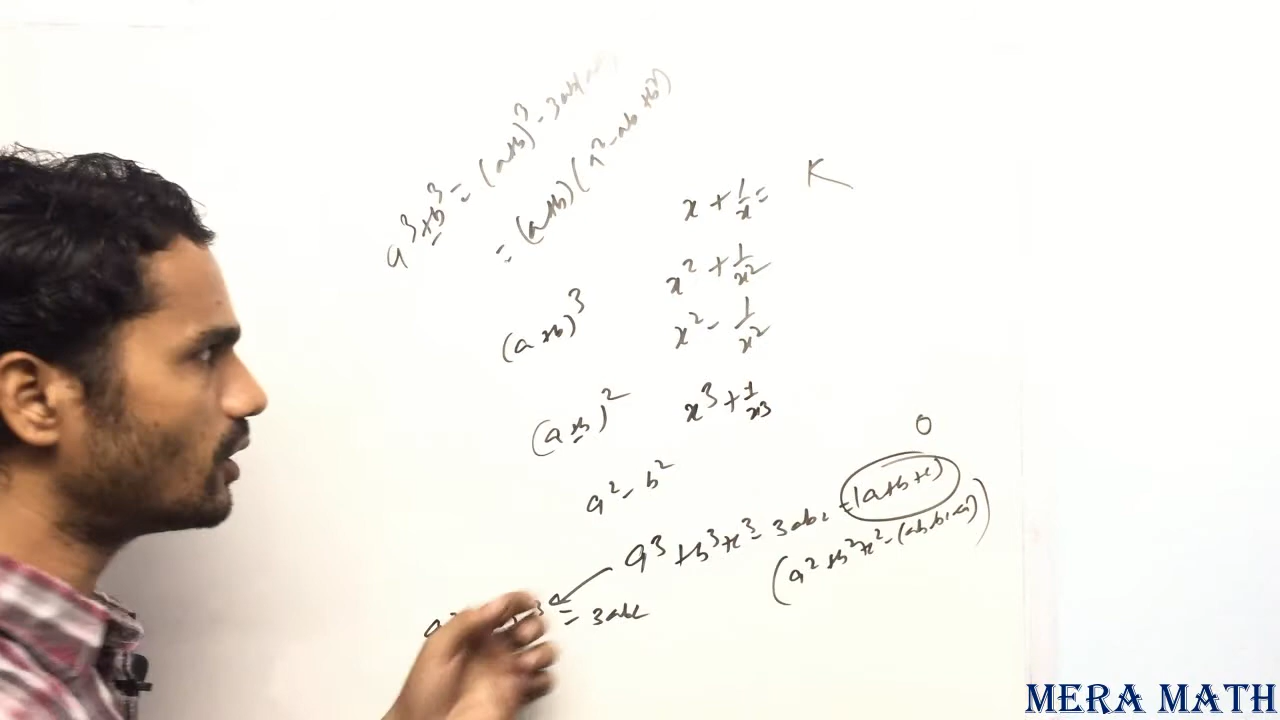 a³+b³ = (a+b)³ - 3ab
= (a+b)(a² - ab + b²)
x + 1/x = K
x² + 1/x²
(a+b)³
x² - 1/x²
(a+b)²
x³ + 1/x³
0
a² - b²
a³+b³+c³-3abc = (a+b+c)
(a²+b²+c²-(ab bc ca))
= 3abc
MERA MATH